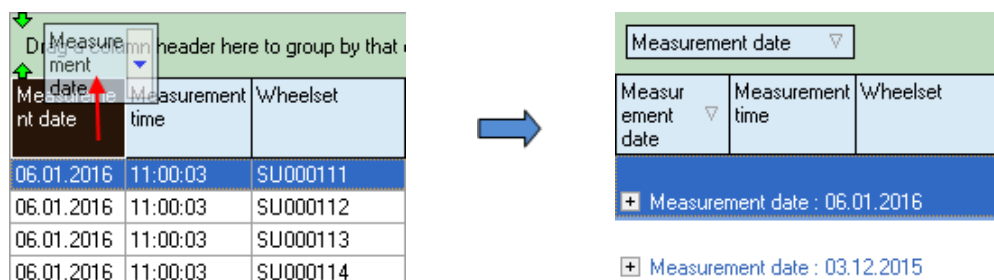 Drag a column header here to group by that
Measure
ment
date
Measureme
nt date
Measurement
time
Wheelset
06.01.2016 11:00:03 SU000111
06.01.2016 11:00:03 SU000112
06.01.2016 11:00:03 SU000113
06.01.2016 11:00:03 SU000114
Measurement date
Measur
ement
date
Measurement
time
Wheelset
Measurement date : 06.01.2016
Measurement date : 03.12.2015